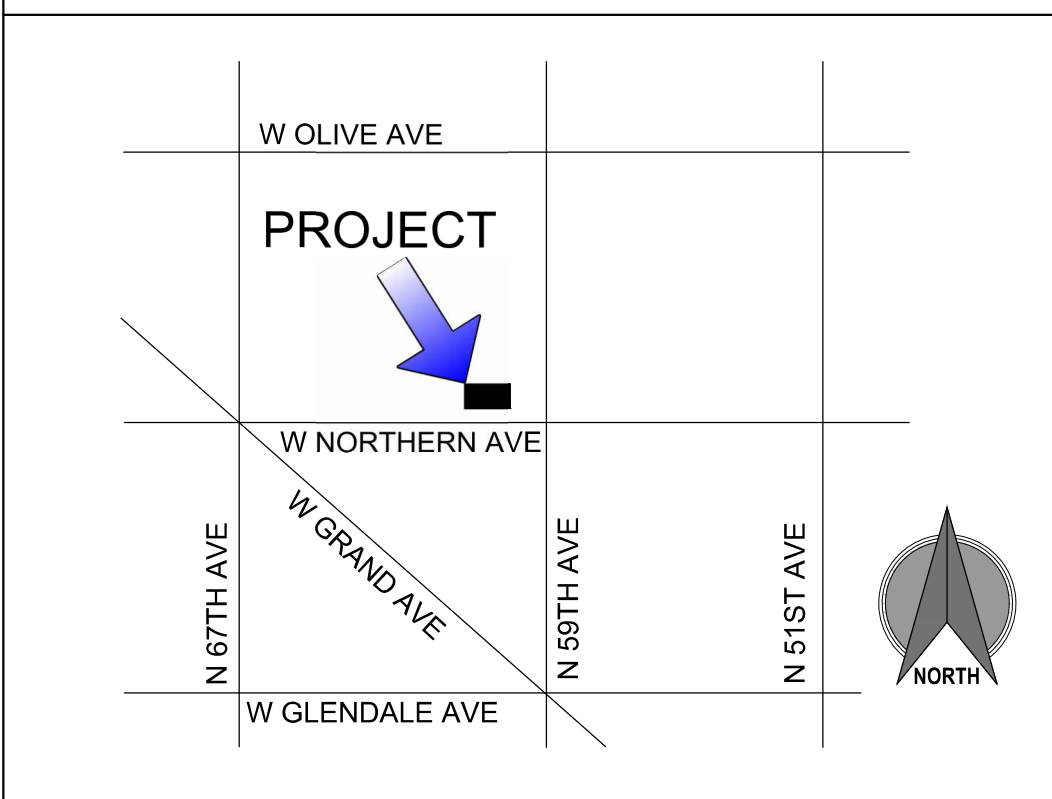 W OLIVE AVE
PROJECT
W NORTHERN AVE
W GRAND AVE
N 67TH AVE
N 59TH AVE
N 51ST AVE
NORTH
W GLENDALE AVE